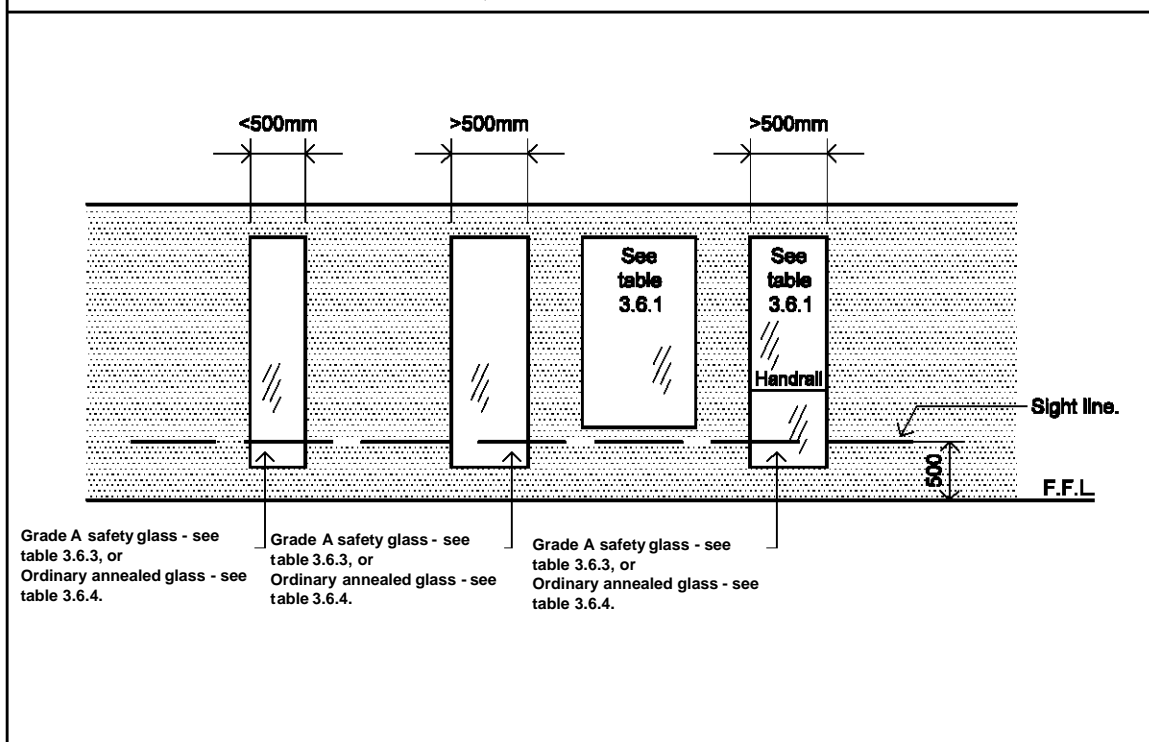 <500mm
>500mm
>500mm
See
table
3.6.1
See
table
3.6.1
Handrail
Sight line.
500
F.F.L
Grade A safety glass - see
table 3.6.3, or
Ordinary annealed glass - see
table 3.6.4.
Grade A safety glass - see
table 3.6.3, or
Ordinary annealed glass - see
table 3.6.4.
Grade A safety glass - see
table 3.6.3, or
Ordinary annealed glass - see
table 3.6.4.